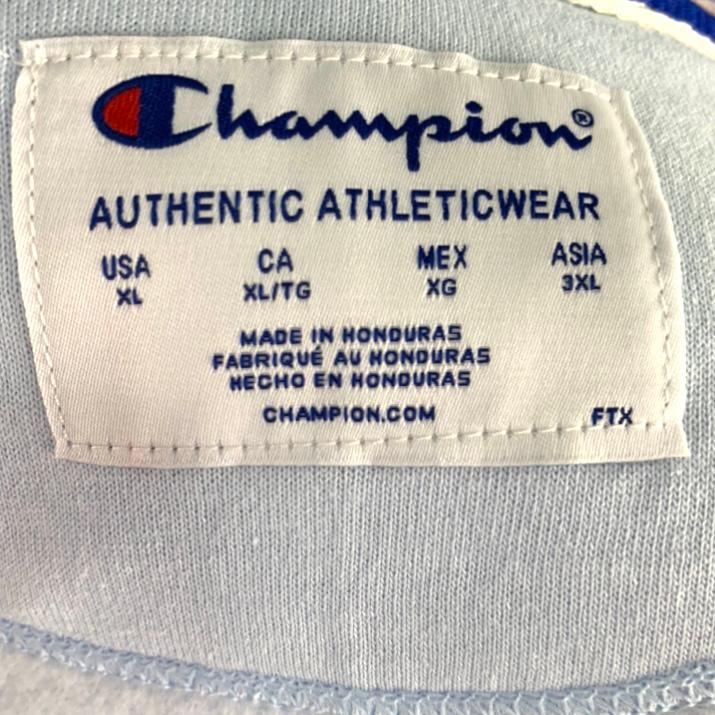 Champion®
AUTHENTIC ATHLETICWEAR
USA CA MEX ASIA
XL XL/TG XG 3XL
MADE IN HONDURAS
FABRIQUÉ AU HONDURAS
HECHO EN HONDURAS
CHAMPION.COM FTX